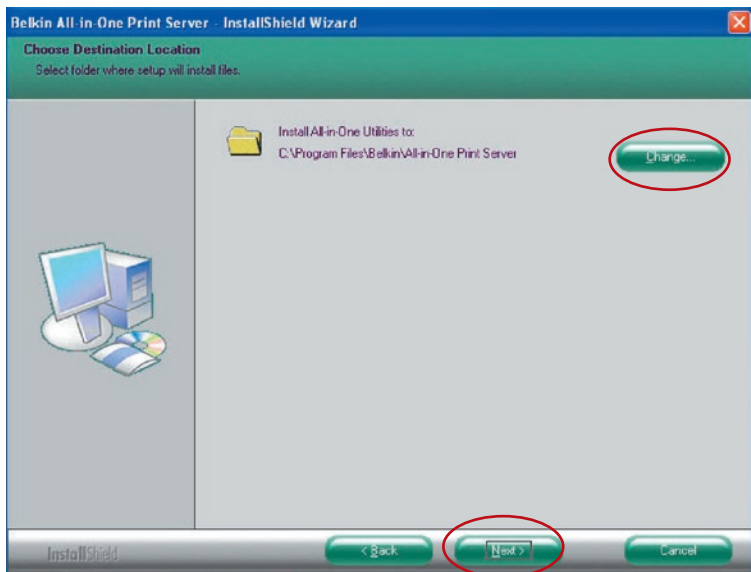 Belkin All-in-One Print Server - InstallShield Wizard
Choose Destination Location
Select folder where setup will install files.
Install All-in-One Utilities to:
C:\Program Files\Belkin\All-in-One Print Server
Change...
InstallShield
< Back
Next >
Cancel